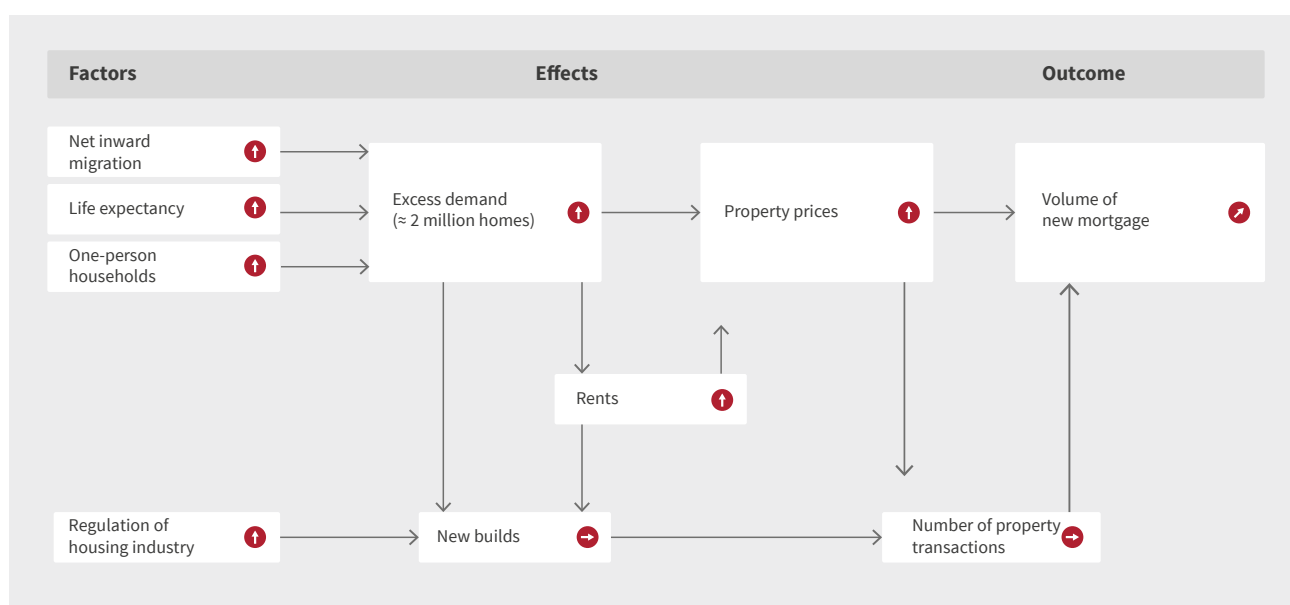 Factors
Effects
Outcome
Net inward
migration
Life expectancy
One-person
households
Excess demand
(≈ 2 million homes)
Property prices
Volume of
new mortgage
Rents
Regulation of
housing industry
New builds
Number of property
transactions